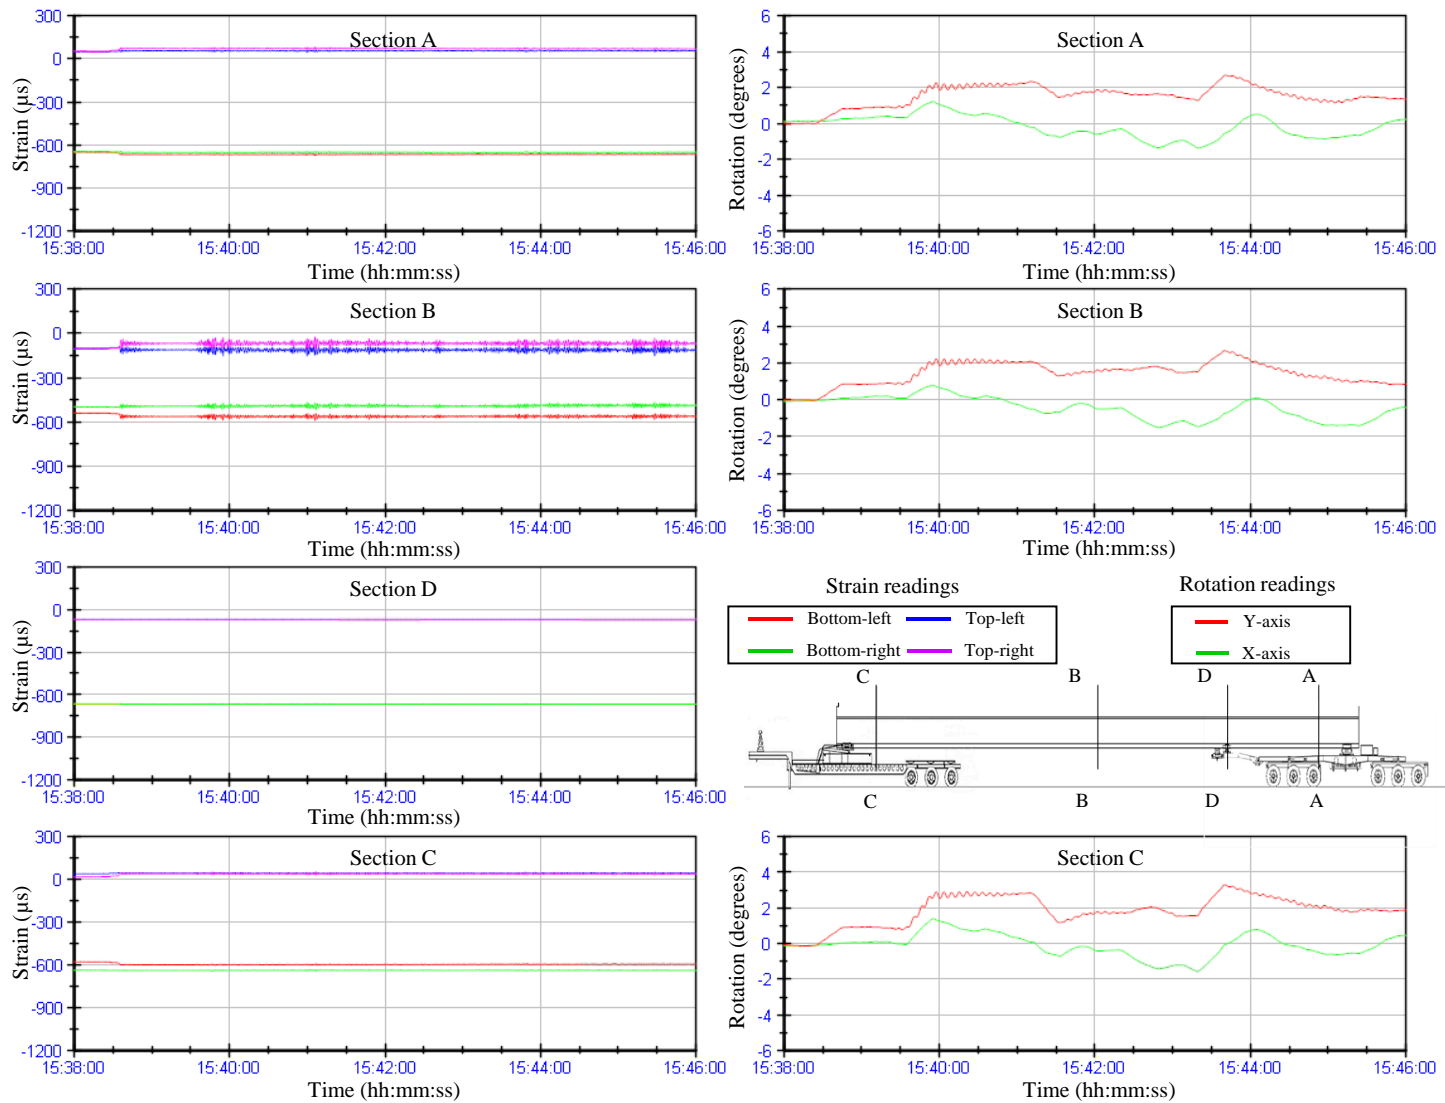 Section A
Strain (µs)
300
0
-300
-600
-900
-1200
15:38:00 15:40:00 15:42:00 15:44:00 15:46:00
Time (hh:mm:ss)
Section A
Rotation (degrees)
6
4
2
0
-2
-4
-6
15:38:00 15:40:00 15:42:00 15:44:00 15:46:00
Time (hh:mm:ss)
Section B
Strain (µs)
300
0
-300
-600
-900
-1200
15:38:00 15:40:00 15:42:00 15:44:00 15:46:00
Time (hh:mm:ss)
Section B
Rotation (degrees)
6
4
2
0
-2
-4
-6
15:38:00 15:40:00 15:42:00 15:44:00 15:46:00
Time (hh:mm:ss)
Section D
Strain (µs)
300
0
-300
-600
-900
-1200
15:38:00 15:40:00 15:42:00 15:44:00 15:46:00
Time (hh:mm:ss)
Strain readings
Bottom-left Top-left
Bottom-right Top-right
Rotation readings
Y-axis
X-axis
C B D A
C B D A
Section C
Strain (µs)
300
0
-300
-600
-900
-1200
15:38:00 15:40:00 15:42:00 15:44:00 15:46:00
Time (hh:mm:ss)
Section C
Rotation (degrees)
6
4
2
0
-2
-4
-6
15:38:00 15:40:00 15:42:00 15:44:00 15:46:00
Time (hh:mm:ss)